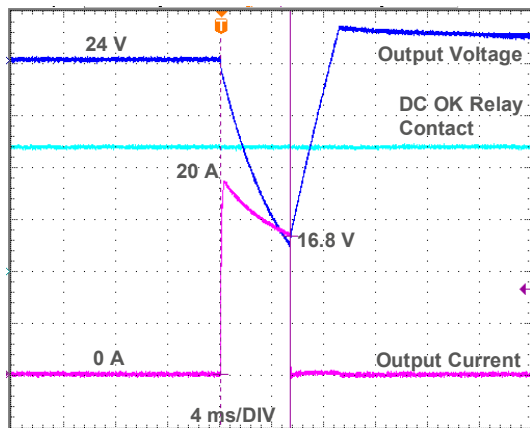 T
24 V
Output Voltage
DC OK Relay
Contact
20 A
16.8 V
0 A
Output Current
4 ms/DIV